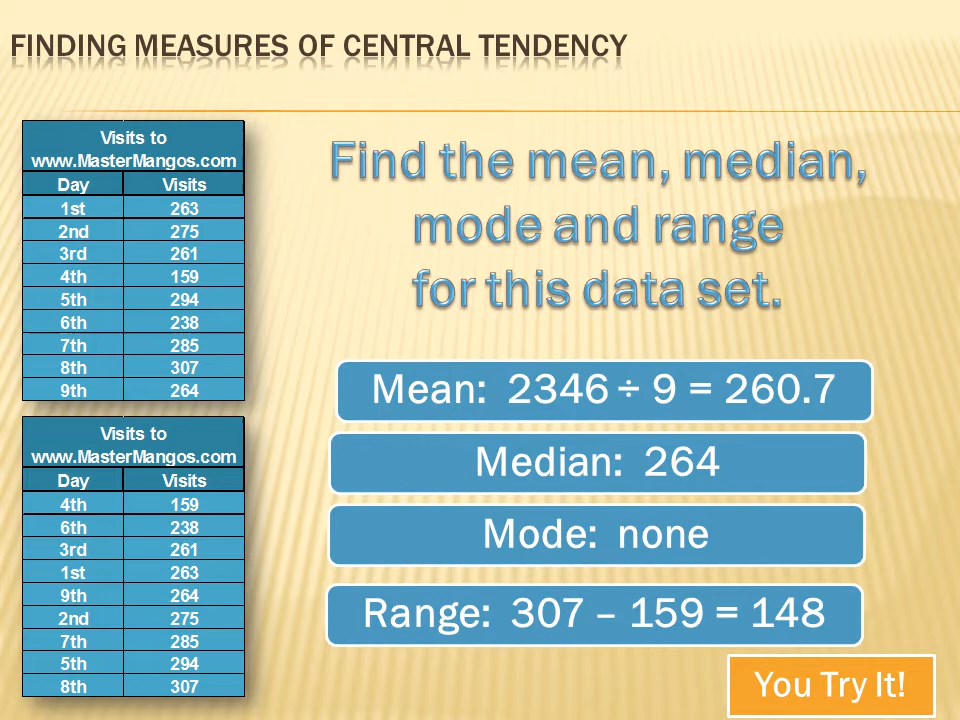 FINDING MEASURES OF CENTRAL TENDENCY
Visits to
www.MasterMangos.com
Day Visits
1st 263
2nd 275
3rd 261
4th 159
5th 294
6th 238
7th 285
8th 307
9th 264
Visits to
www.MasterMangos.com
Day Visits
4th 159
6th 238
3rd 261
1st 263
9th 264
2nd 275
7th 285
5th 294
8th 307
Find the mean, median,
mode and range
for this data set.
Mean: 2346 ÷ 9 = 260.7
Median: 264
Mode: none
Range: 307 – 159 = 148
You Try It!